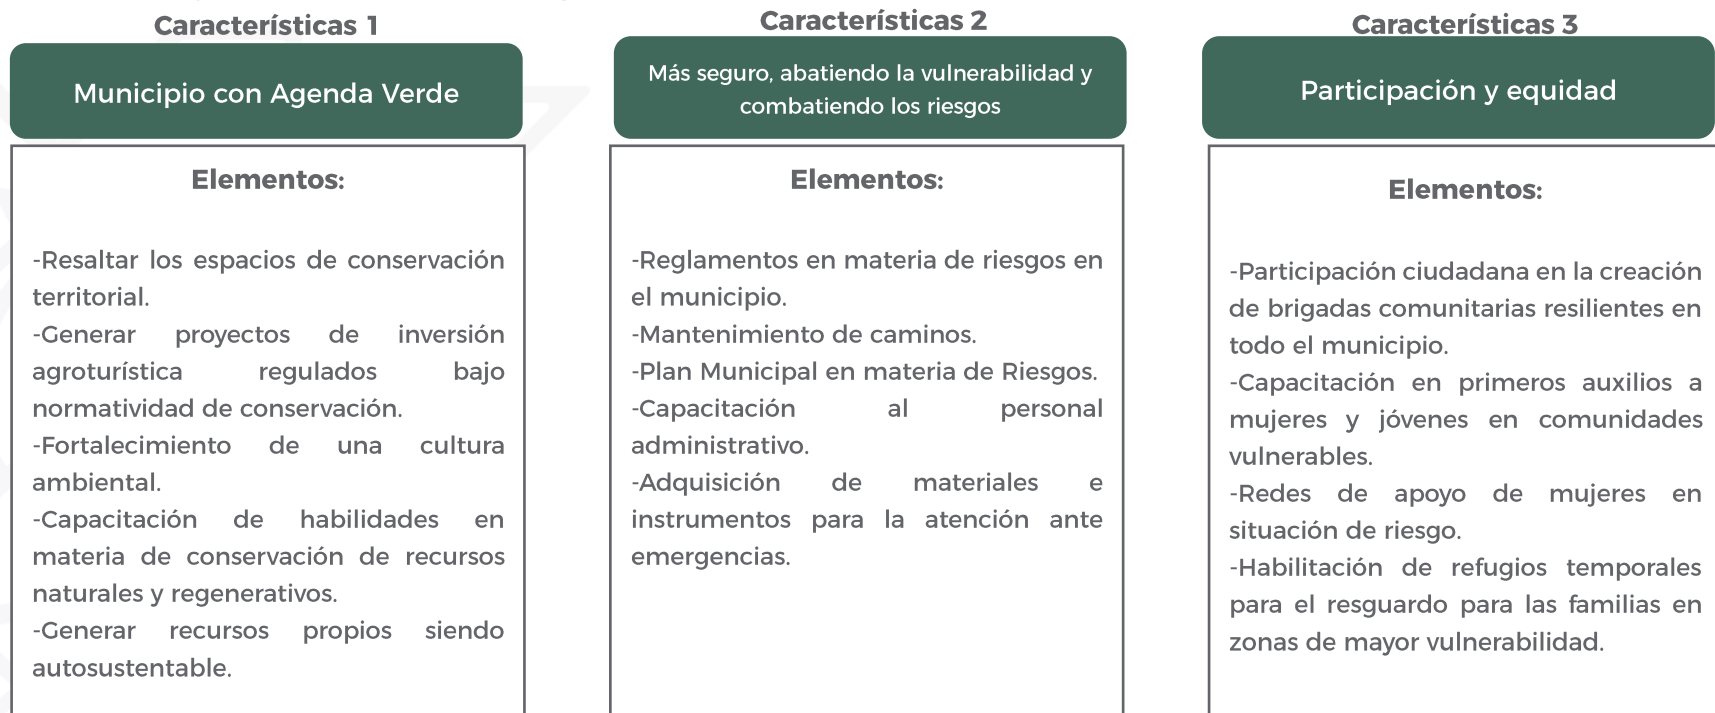 Características 1
Municipio con Agenda Verde
Elementos:
-Resaltar los espacios de conservación
territorial.
-Generar proyectos de inversión
agroturística regulados bajo
normatividad de conservación.
-Fortalecimiento de una cultura
ambiental.
-Capacitación de habilidades en
materia de conservación de recursos
naturales y regenerativos.
-Generar recursos propios siendo
autosustentable.
Características 2
Más seguro, abatiendo la vulnerabilidad y
combatiendo los riesgos
Elementos:
-Reglamentos en materia de riesgos en
el municipio.
-Mantenimiento de caminos.
-Plan Municipal en materia de Riesgos.
-Capacitación al personal
administrativo.
-Adquisición de materiales e
instrumentos para la atención ante
emergencias.
Características 3
Participación y equidad
Elementos:
-Participación ciudadana en la creación
de brigadas comunitarias resilientes en
todo el municipio.
-Capacitación en primeros auxilios a
mujeres y jóvenes en comunidades
vulnerables.
-Redes de apoyo de mujeres en
situación de riesgo.
-Habilitación de refugios temporales
para el resguardo para las familias en
zonas de mayor vulnerabilidad.